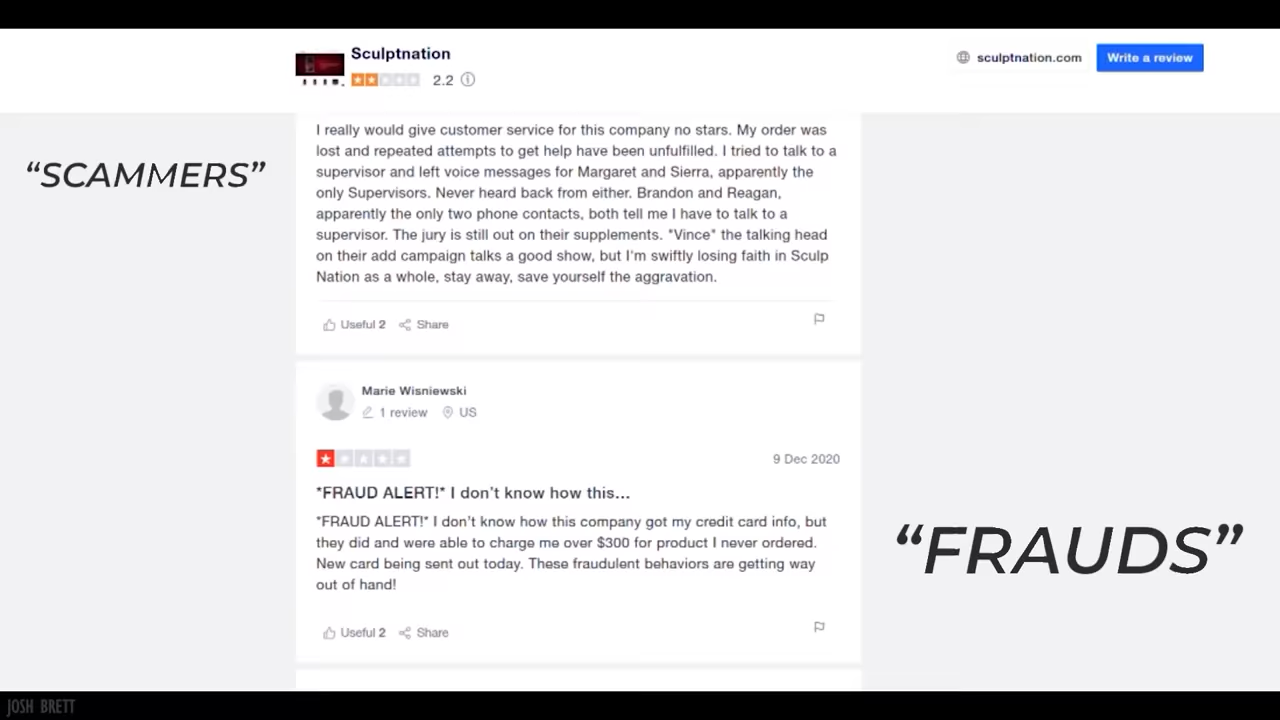 Sculptnation
2.2
sculptnation.com
Write a review
“SCAMMERS”
I really would give customer service for this company no stars. My order was
lost and repeated attempts to get help have been unfulfilled. I tried to talk to a
supervisor and left voice messages for Margaret and Sierra, apparently the
only Supervisors. Never heard back from either. Brandon and Reagan,
apparently the only two phone contacts, both tell me I have to talk to a
supervisor. The jury is still out on their supplements. "Vince" the talking head
on their add campaign talks a good show, but I'm swiftly losing faith in Sculp
Nation as a whole, stay away, save yourself the aggravation.
Useful 2 Share
Marie Wisniewski
1 review US
9 Dec 2020
*FRAUD ALERT!* I don't know how this…
*FRAUD ALERT!* I don't know how this company got my credit card info, but
they did and were able to charge me over $300 for product I never ordered.
New card being sent out today. These fraudulent behaviors are getting way
out of hand!
“FRAUDS”
Useful 2 Share
JOSH BRETT